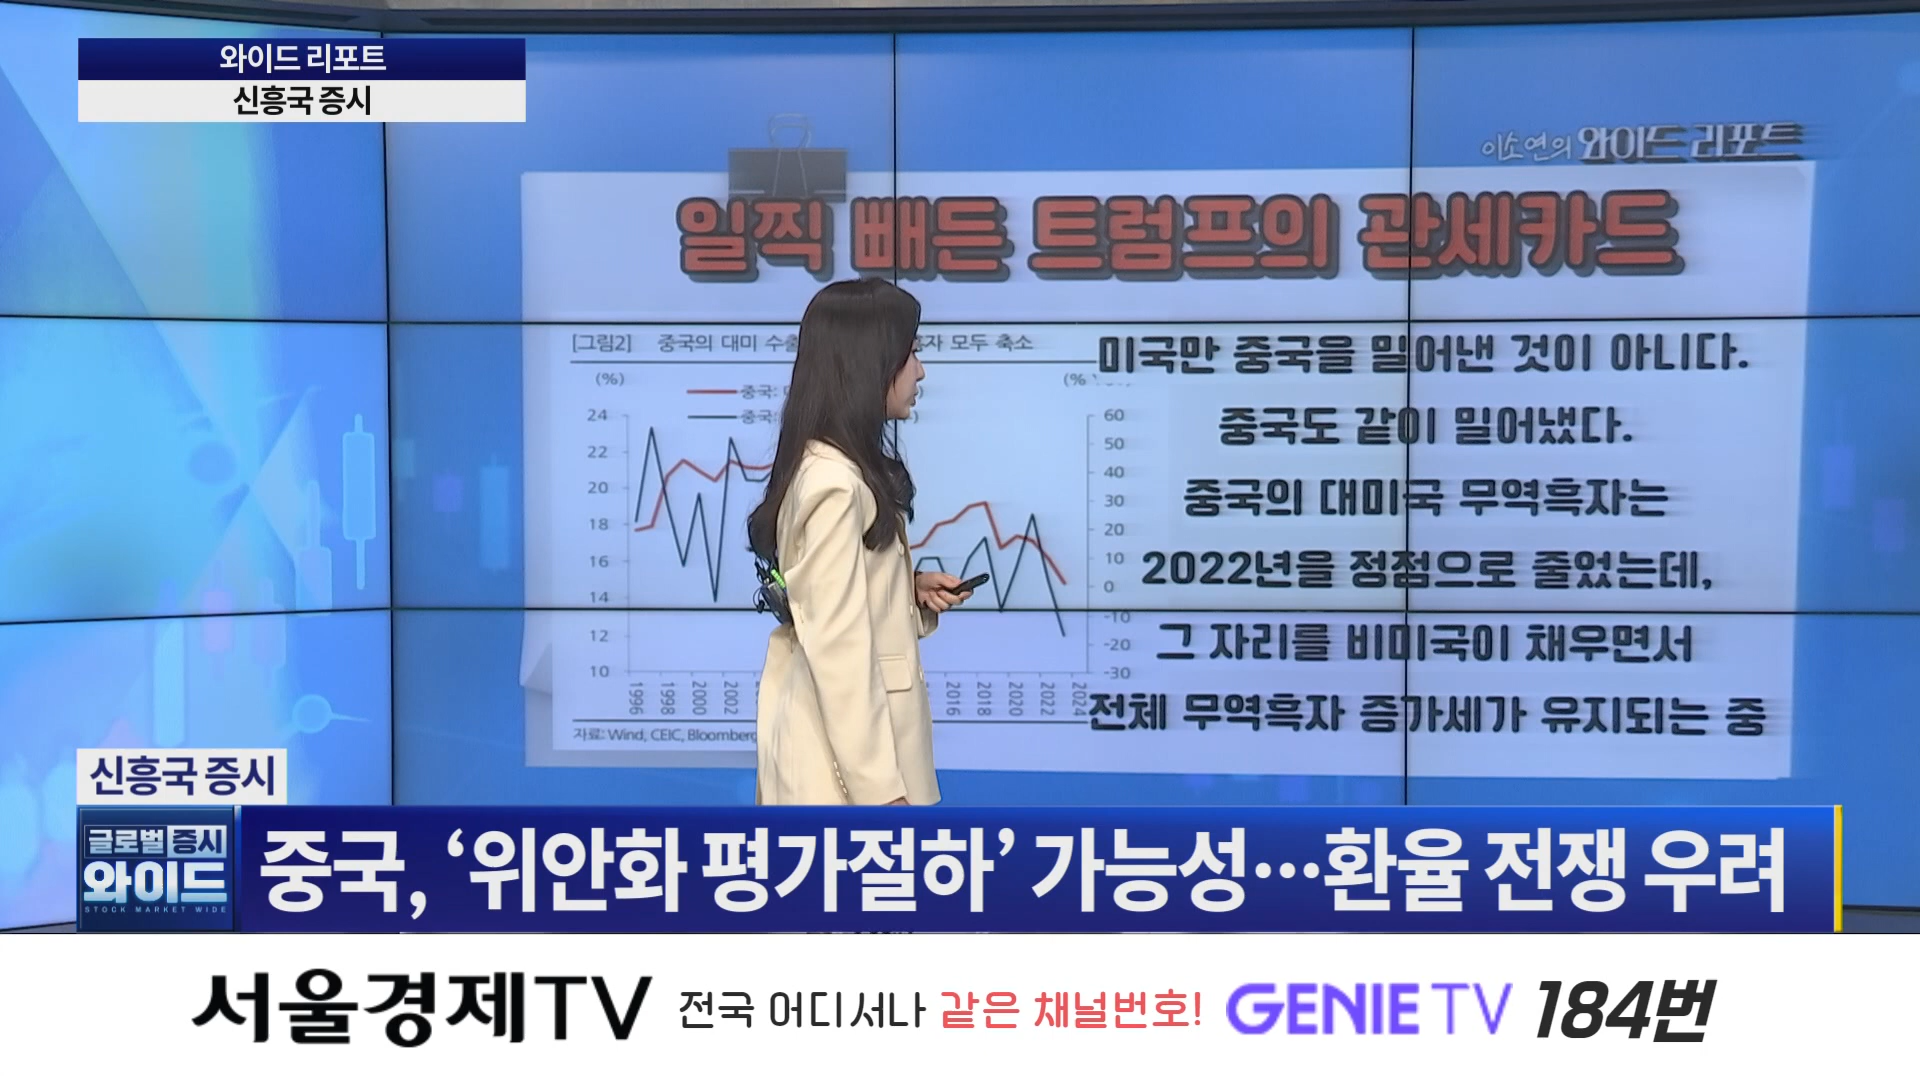 와이드 리포트
신흥국 증시
이소연의 와이드 리포트
일찍 빼든 트럼프의 관세카드
[그림2] 중국의 대미 수출 흑자 모두 축소
(%)
(%
중국:
중국:
24
22
20
18
16
14
12
10
60
50
40
30
20
10
0
-10
-20
-30
1996
1998
2000
2002
2016
2018
2020
2022
2024
자료: Wind, CEIC, Bloomberg
미국만 중국을 밀어낸 것이 아니다.
중국도 같이 밀어냈다.
중국의 대미국 무역흑자는
2022년을 정점으로 줄었는데,
그 자리를 비미국이 채우면서
전체 무역흑자 증가세가 유지되는 중
신흥국 증시
글로벌 증시
와이드
STOCK MARKET WIDE
중국, ‘위안화 평가절하’ 가능성…환율 전쟁 우려
서울경제TV 전국 어디서나 같은 채널번호! GENIE TV 184번